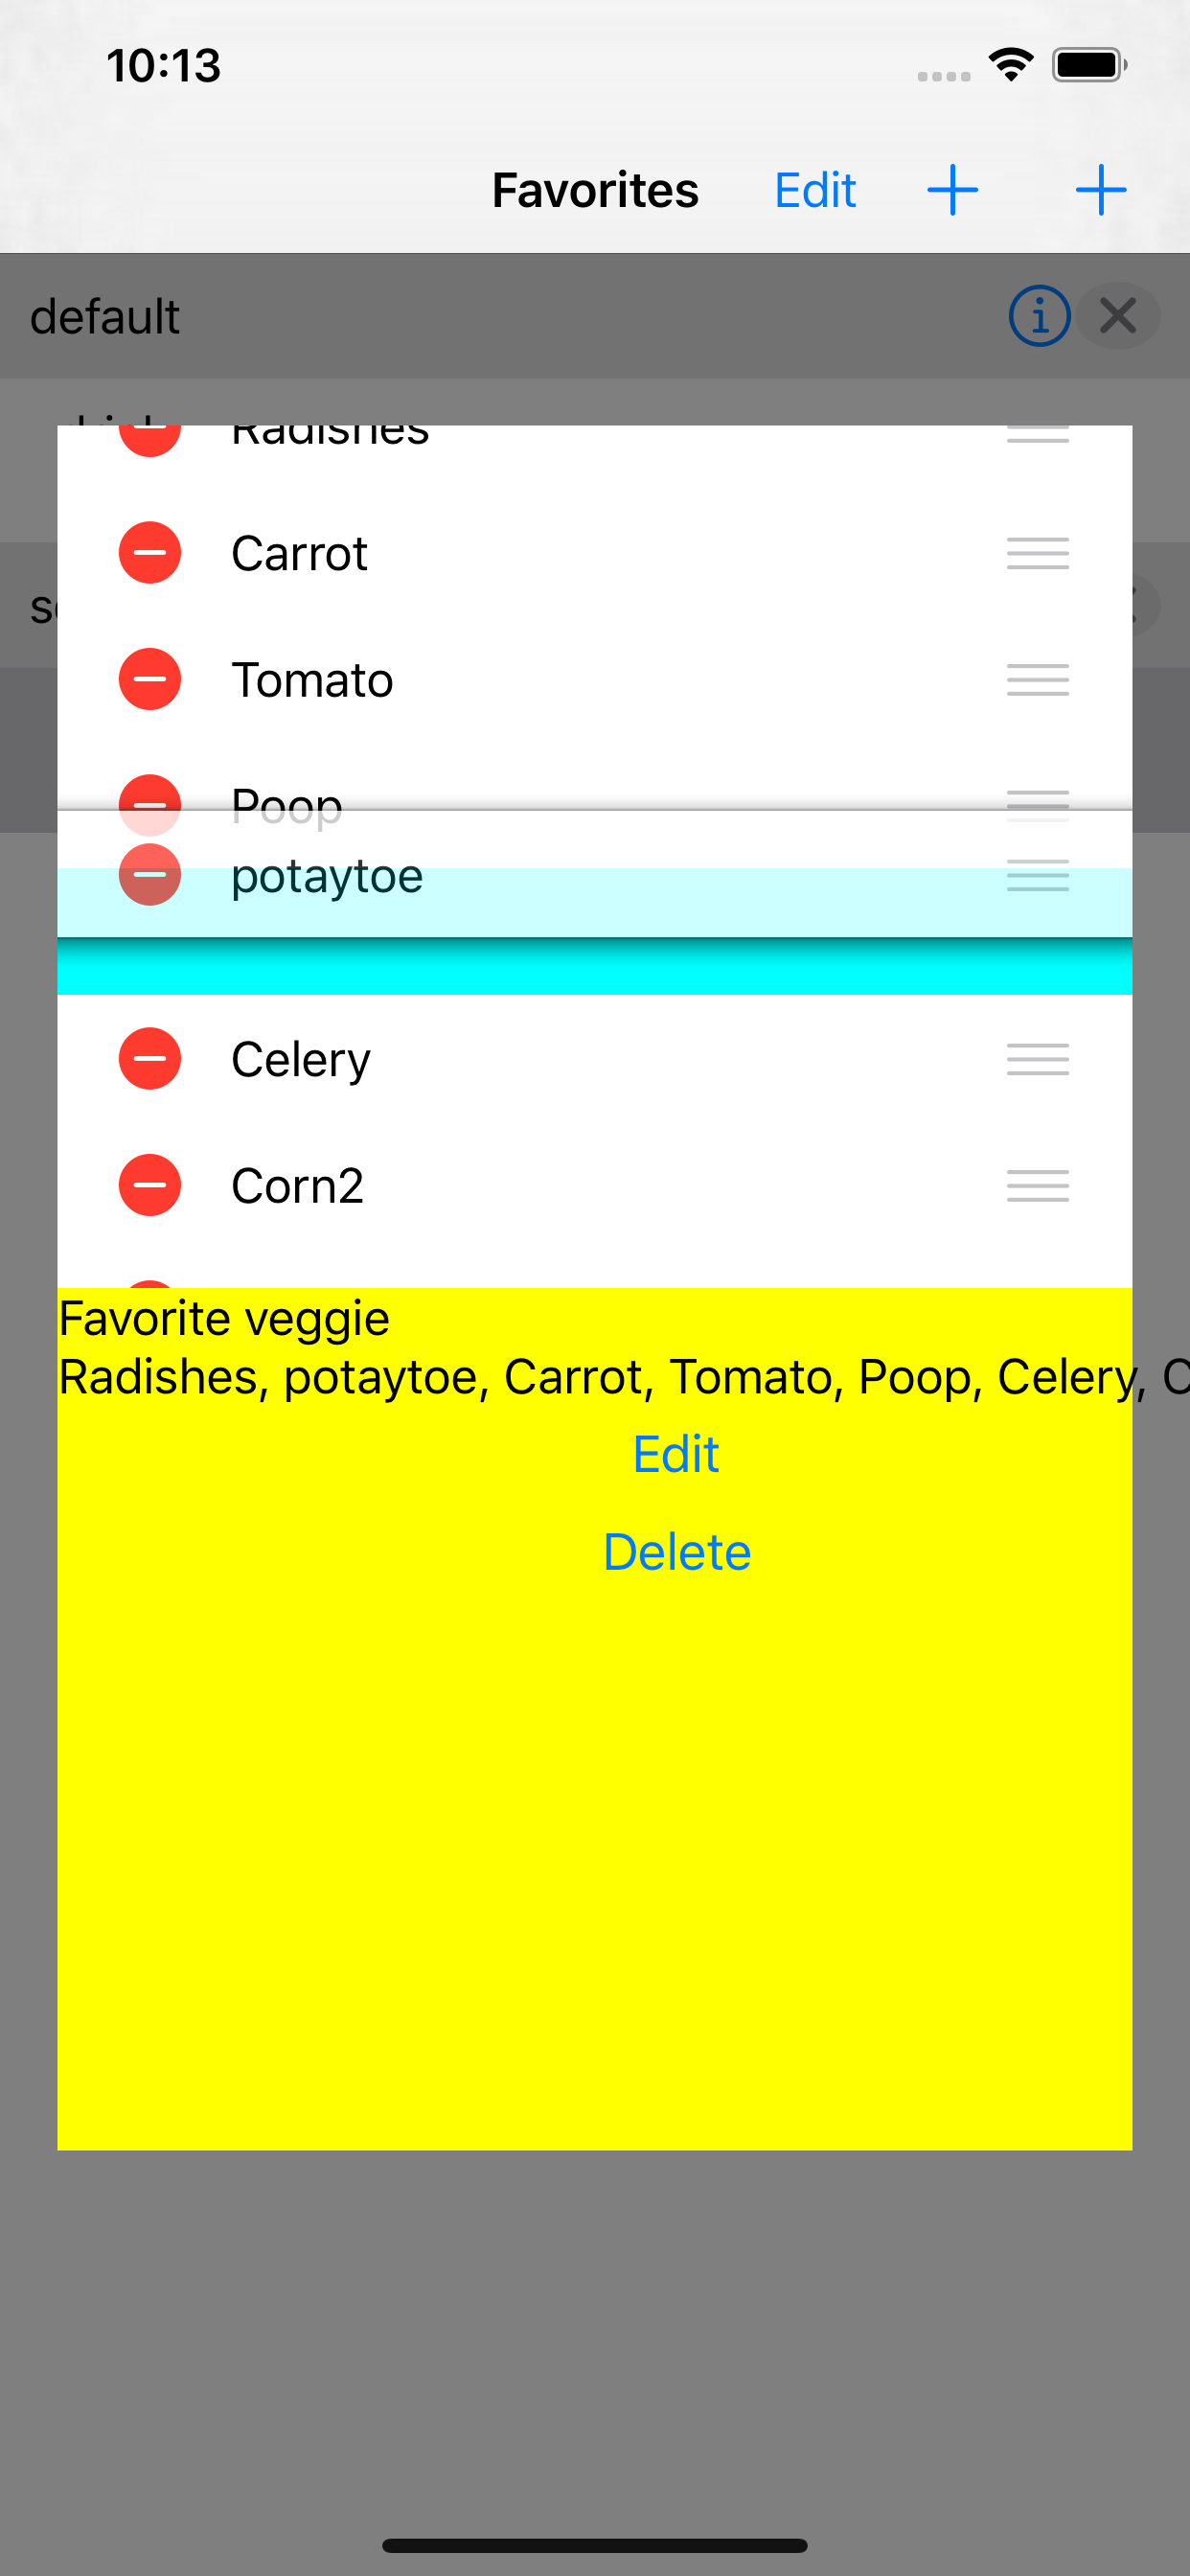 10:13
Favorites Edit
default
Radishes
Carrot
Tomato
Poop
potaytoe
Celery
Corn2
Favorite veggie
Radishes, potaytoe, Carrot, Tomato, Poop, Celery, C
Edit
Delete